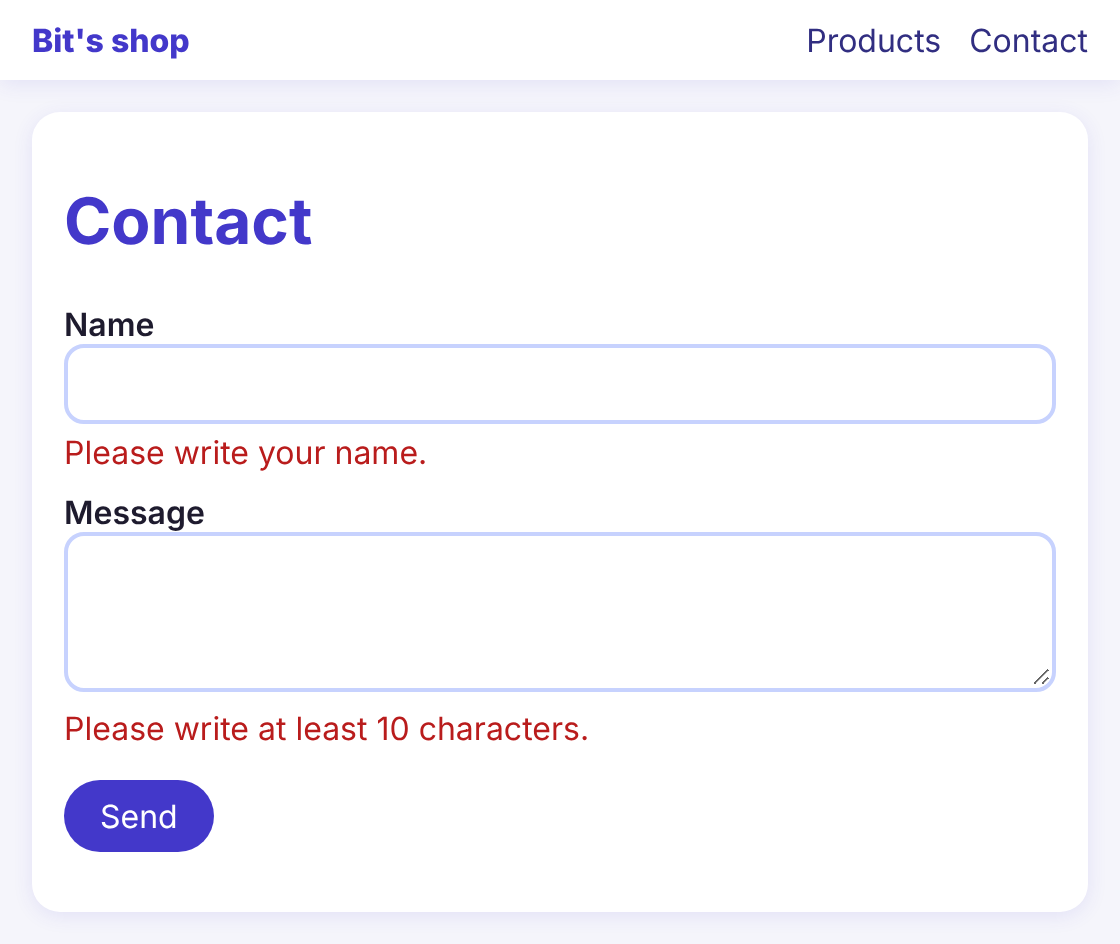 Bit's shop
Products Contact
Contact
Name
Please write your name.
Message
Please write at least 10 characters.
Send